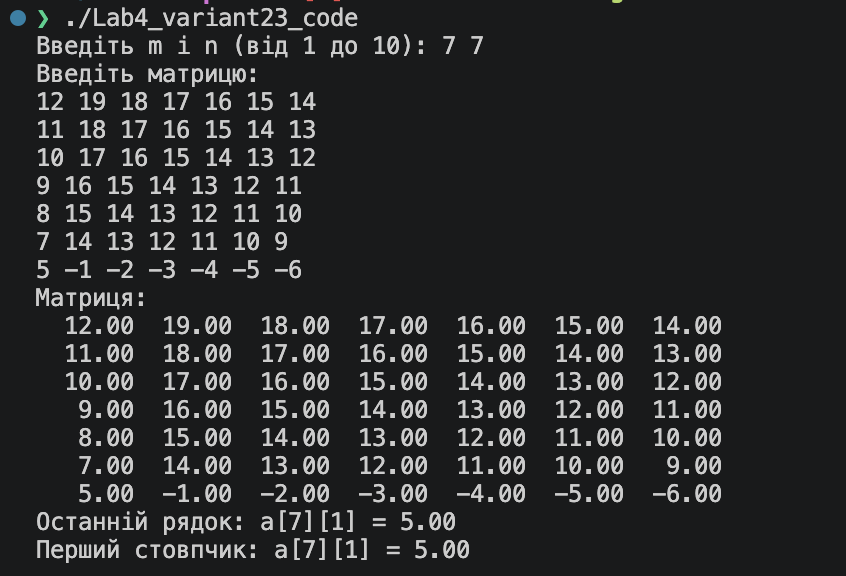 ❯ ./Lab4_variant23_code
Введіть m і n (від 1 до 10): 7 7
Введіть матрицю:
12 19 18 17 16 15 14
11 18 17 16 15 14 13
10 17 16 15 14 13 12
9 16 15 14 13 12 11
8 15 14 13 12 11 10
7 14 13 12 11 10 9
5 -1 -2 -3 -4 -5 -6
Матриця:
12.00 19.00 18.00 17.00 16.00 15.00 14.00
11.00 18.00 17.00 16.00 15.00 14.00 13.00
10.00 17.00 16.00 15.00 14.00 13.00 12.00
9.00 16.00 15.00 14.00 13.00 12.00 11.00
8.00 15.00 14.00 13.00 12.00 11.00 10.00
7.00 14.00 13.00 12.00 11.00 10.00 9.00
5.00 -1.00 -2.00 -3.00 -4.00 -5.00 -6.00
Останній рядок: a[7][1] = 5.00
Перший стовпчик: a[7][1] = 5.00